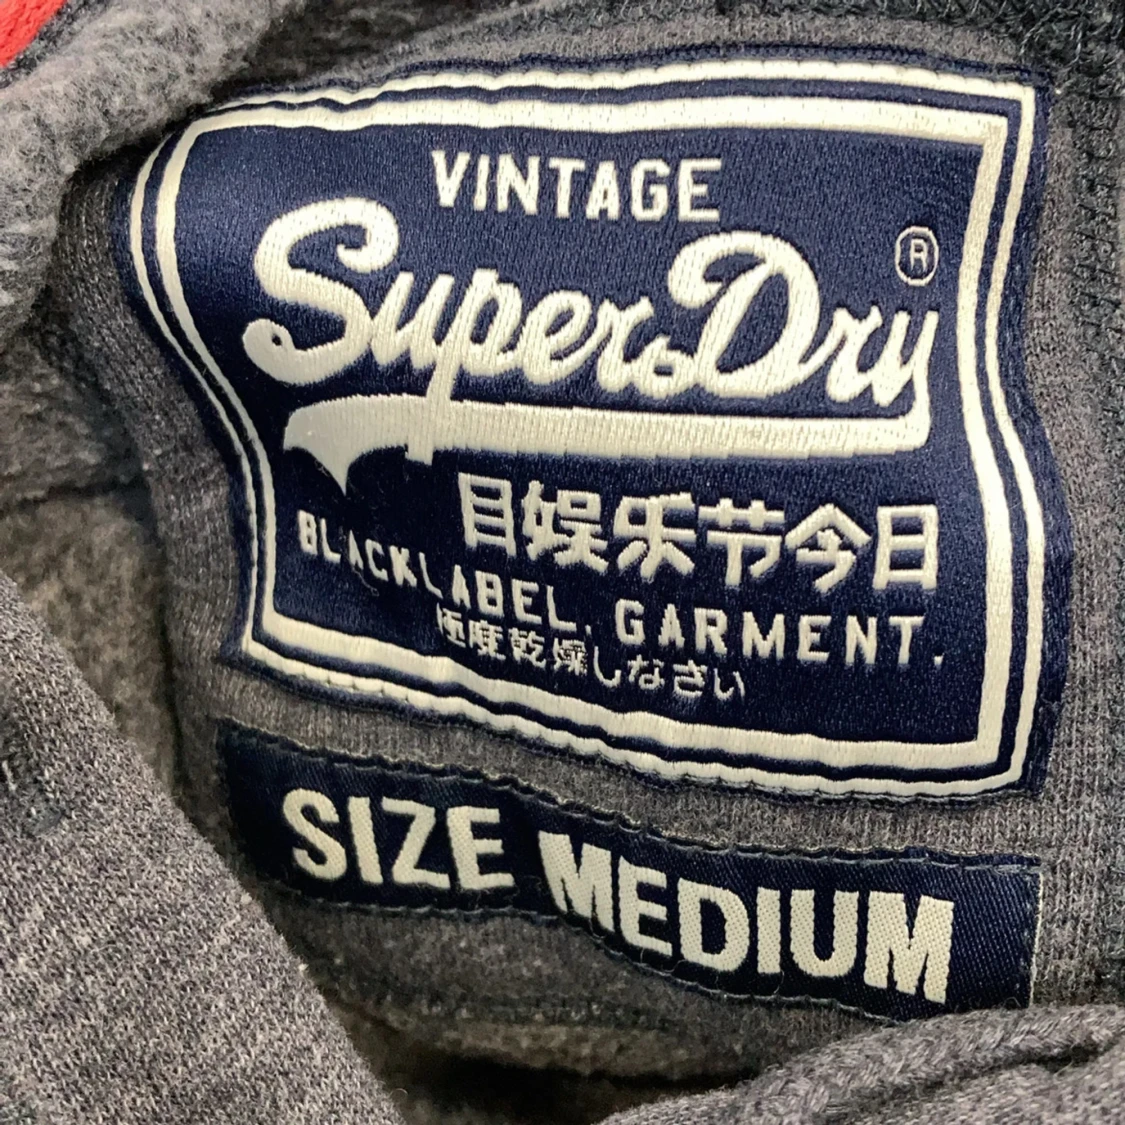 VINTAGE
SuperDry ®
目娯乐节今日
BLACKLABEL. GARMENT.
極度乾燥しなさい
SIZE MEDIUM